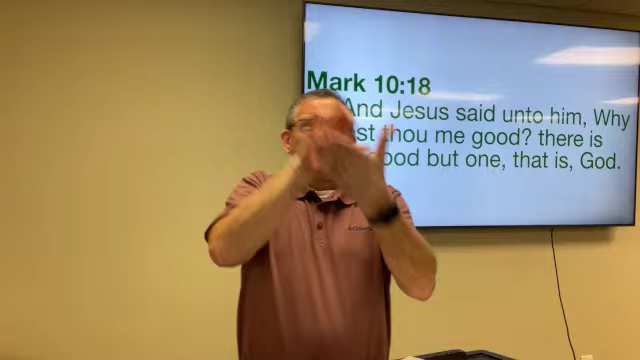 Mark 10:18
And Jesus said unto him, Why
thou me good? there is
but one, that is, God.